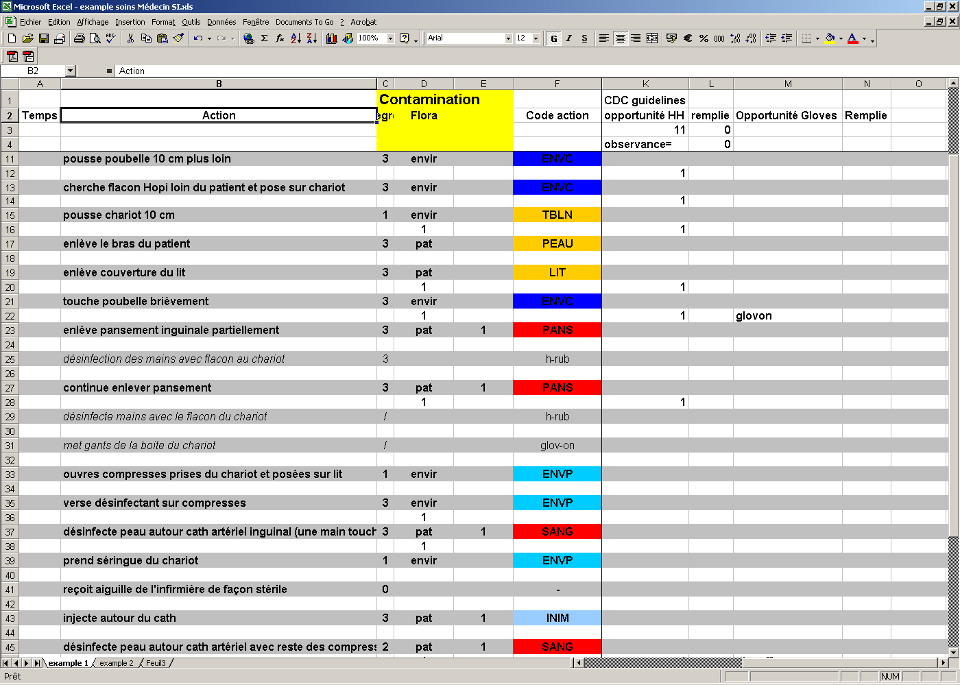 Microsoft Excel - example soins Médecin SI.xls
Fichier Edition Affichage Insertion Format Outils Données Fenêtre Documents To Go ? Acrobat
100% Arial 12 G I S € % 000
B2 = Action
A B C D E F K L M N O
1 Contamination CDC guidelines
2 Temps Action Flora Code action opportunité HH remplie Opportunité Gloves Remplie
3 11 0
4 observance= 0
11 pousse poubelle 10 cm plus loin 3 envir ENVC
12 1
13 cherche flacon Hopi loin du patient et pose sur chariot 3 envir ENVC
14 1
15 pousse chariot 10 cm 1 envir TBLN
16 1 1
17 enlève le bras du patient 3 pat PEAU
18
19 enlève couverture du lit 3 pat LIT
20 1 1
21 touche poubelle brièvement 3 envir ENVC
22 1 1 glovon
23 enlève pansement inguinale partiellement 3 pat 1 PANS
24
25 désinfection des mains avec flacon au chariot 3 h-rub
26
27 continue enlever pansement 3 pat 1 PANS
28 1 1
29 désinfecte mains avec le flacon du chariot / h-rub
30
31 met gants de la boite du chariot / glov-on
32
33 ouvres compresses prises du chariot et posées sur lit 1 envir ENVP
34
35 verse désinfectant sur compresses 3 envir ENVP
36 1
37 désinfecte peau autour cath artériel inguinal (une main touch 3 pat 1 SANG
38 1
39 prend séringue du chariot 1 envir ENVP
40
41 reçoit aiguille de l'infirmière de façon stérile 0 -
42
43 injecte autour du cath 3 pat 1 INIM
44
45 désinfecte peau autour cath artériel avec reste des compress 2 pat 1 SANG
example 1 example 2 Feuil3
Prêt NUM